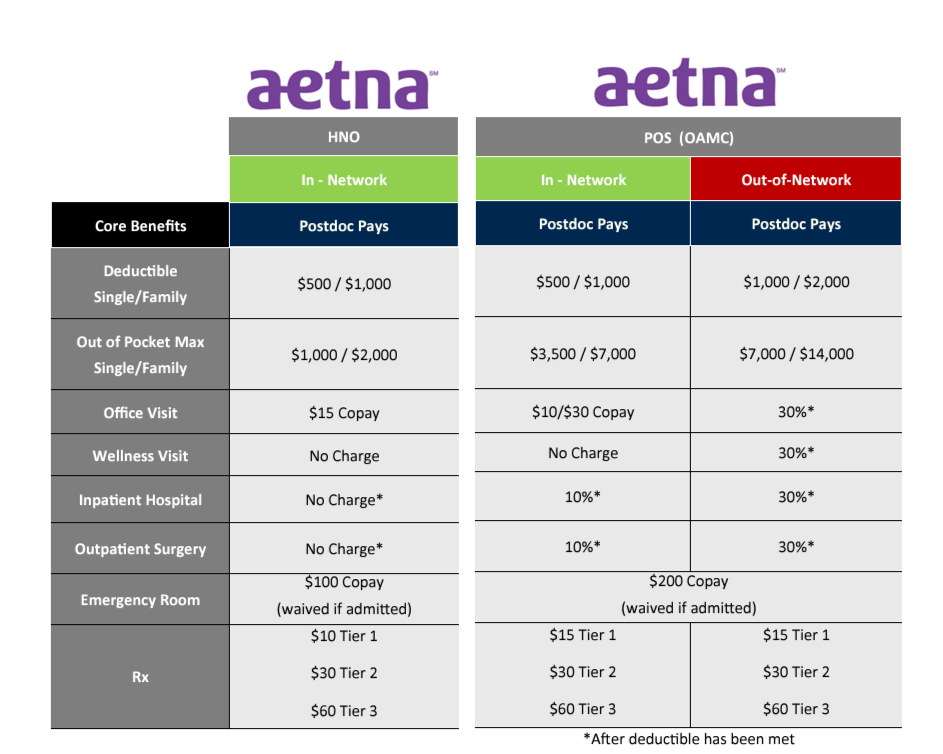 aetna℠ aetna℠
HNO POS (OAMC)
In - Network In - Network Out-of-Network
Core Benefits Postdoc Pays Postdoc Pays Postdoc Pays
Deductible
Single/Family $500 / $1,000 $500 / $1,000 $1,000 / $2,000
Out of Pocket Max
Single/Family $1,000 / $2,000 $3,500 / $7,000 $7,000 / $14,000
Office Visit $15 Copay $10/$30 Copay 30%*
Wellness Visit No Charge No Charge 30%*
Inpatient Hospital No Charge* 10%* 30%*
Outpatient Surgery No Charge* 10%* 30%*
Emergency Room $100 Copay $200 Copay
(waived if admitted) (waived if admitted)
Rx
$10 Tier 1 $15 Tier 1 $15 Tier 1
$30 Tier 2 $30 Tier 2 $30 Tier 2
$60 Tier 3 $60 Tier 3 $60 Tier 3
*After deductible has been met